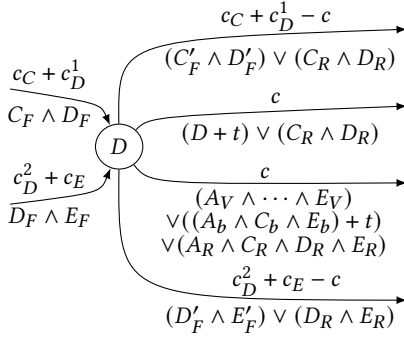 c_C + c_D^1 − c
(C′_F ∧ D′_F) ∨ (C_R ∧ D_R)
c_C + c_D^1
C_F ∧ D_F
c
(D + t) ∨ (C_R ∧ D_R)
D
c_D^2 + c_E
D_F ∧ E_F
c
(A_V ∧ ⋯ ∧ E_V)
∨((A_b ∧ C_b ∧ E_b) + t)
∨(A_R ∧ C_R ∧ D_R ∧ E_R)
c_D^2 + c_E − c
(D′_F ∧ E′_F) ∨ (D_R ∧ E_R)